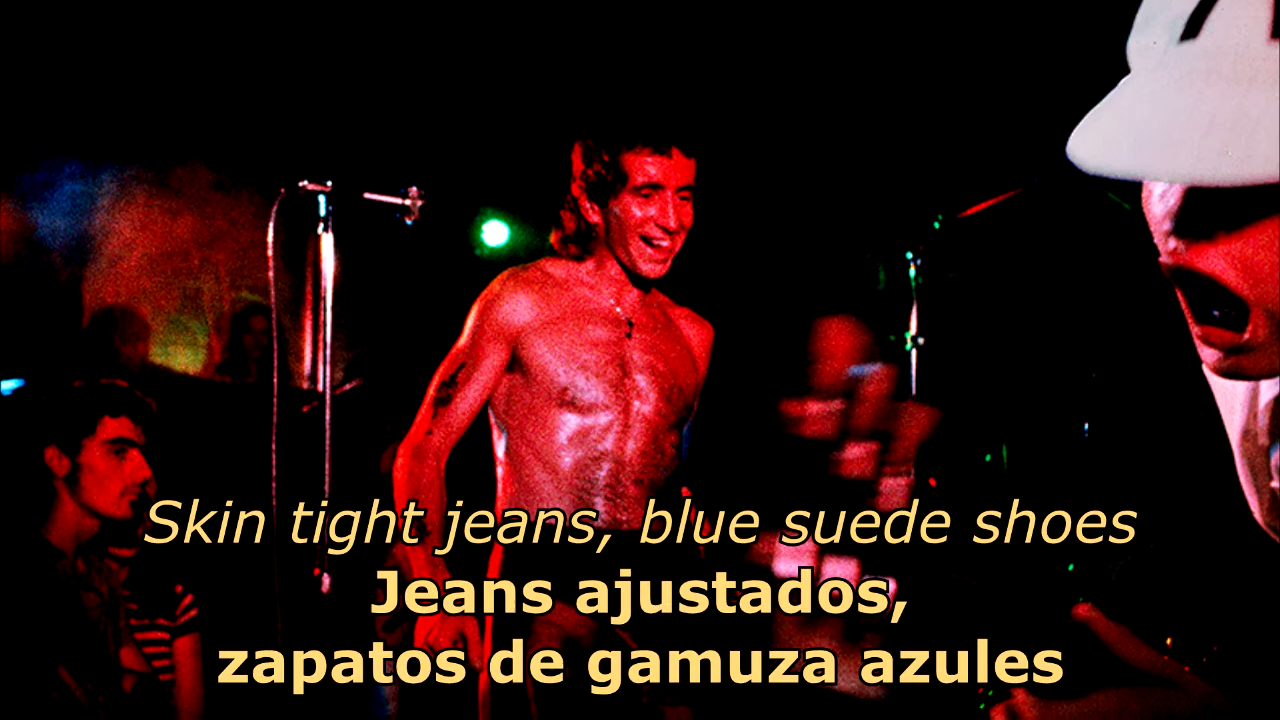 Skin tight jeans, blue suede shoes
Jeans ajustados,
zapatos de gamuza azules